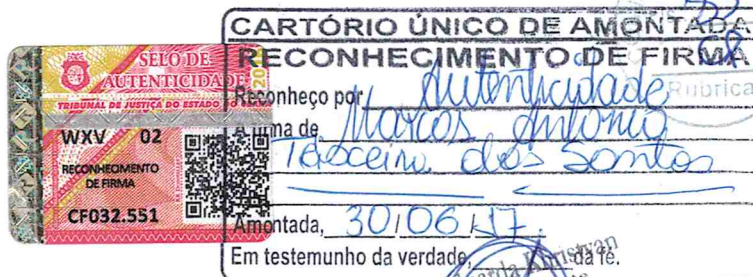 CARTÓRIO ÚNICO DE AMONTADA
RECONHECIMENTO DE FIRMA
Rubrica
Reconheço por Autenticidade
A firma de Marcos Antonio
dos Santos
Amontada, 30/06/17.
Em testemunho da verdade, da fé.
SELO DE
AUTENTICIDADE
TRIBUNAL DE JUSTIÇA DO ESTADO
WXV 02
RECONHECIMENTO
DE FIRMA
CF032.551